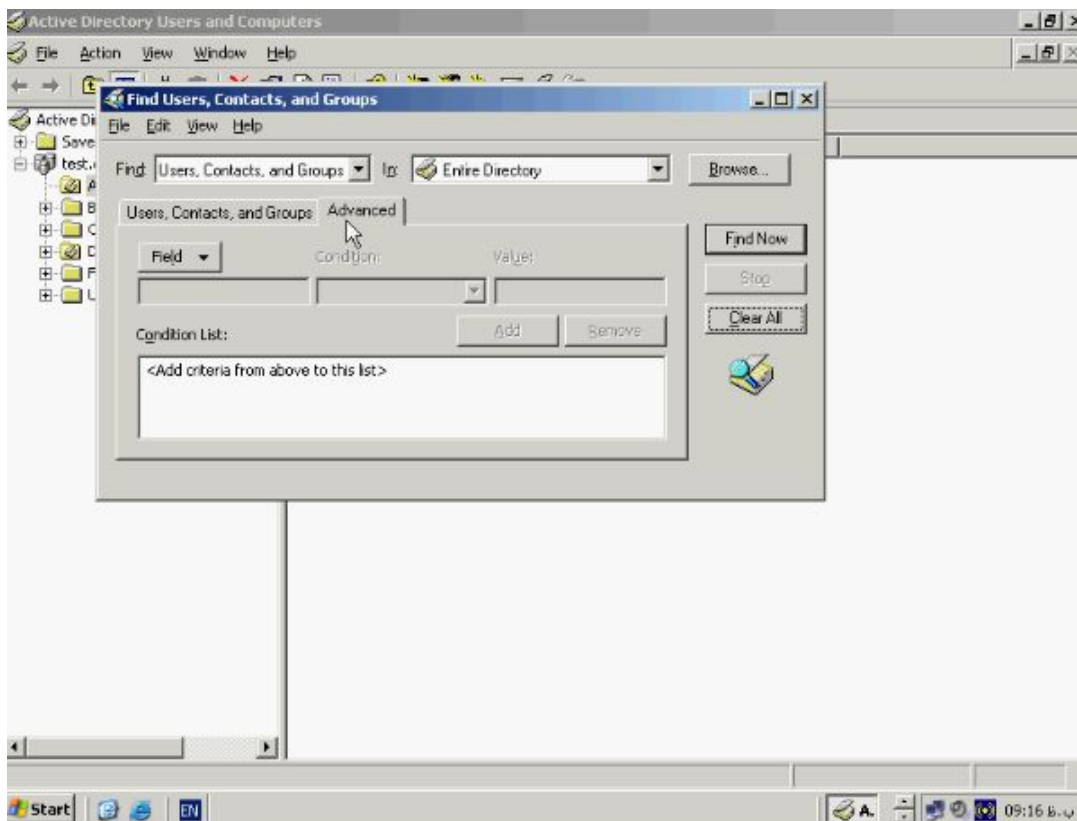 Active Directory Users and Computers
File Action View Window Help
Find Users, Contacts, and Groups
Active Di
File Edit View Help
Save
test.
Find: Users, Contacts, and Groups In: Entire Directory Browse...
A
B
C
D
F
U
Users, Contacts, and Groups Advanced
Field Condition: Value:
Find Now
Stop
Clear All
Add Remove
Condition List:
<Add criteria from above to this list>
Start EN A. 09:16